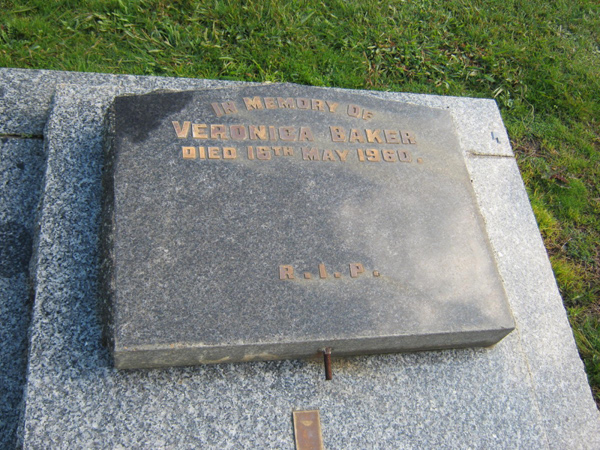 IN MEMORY OF
VERONICA BAKER
DIED 18TH MAY 1960.
R.I.P.